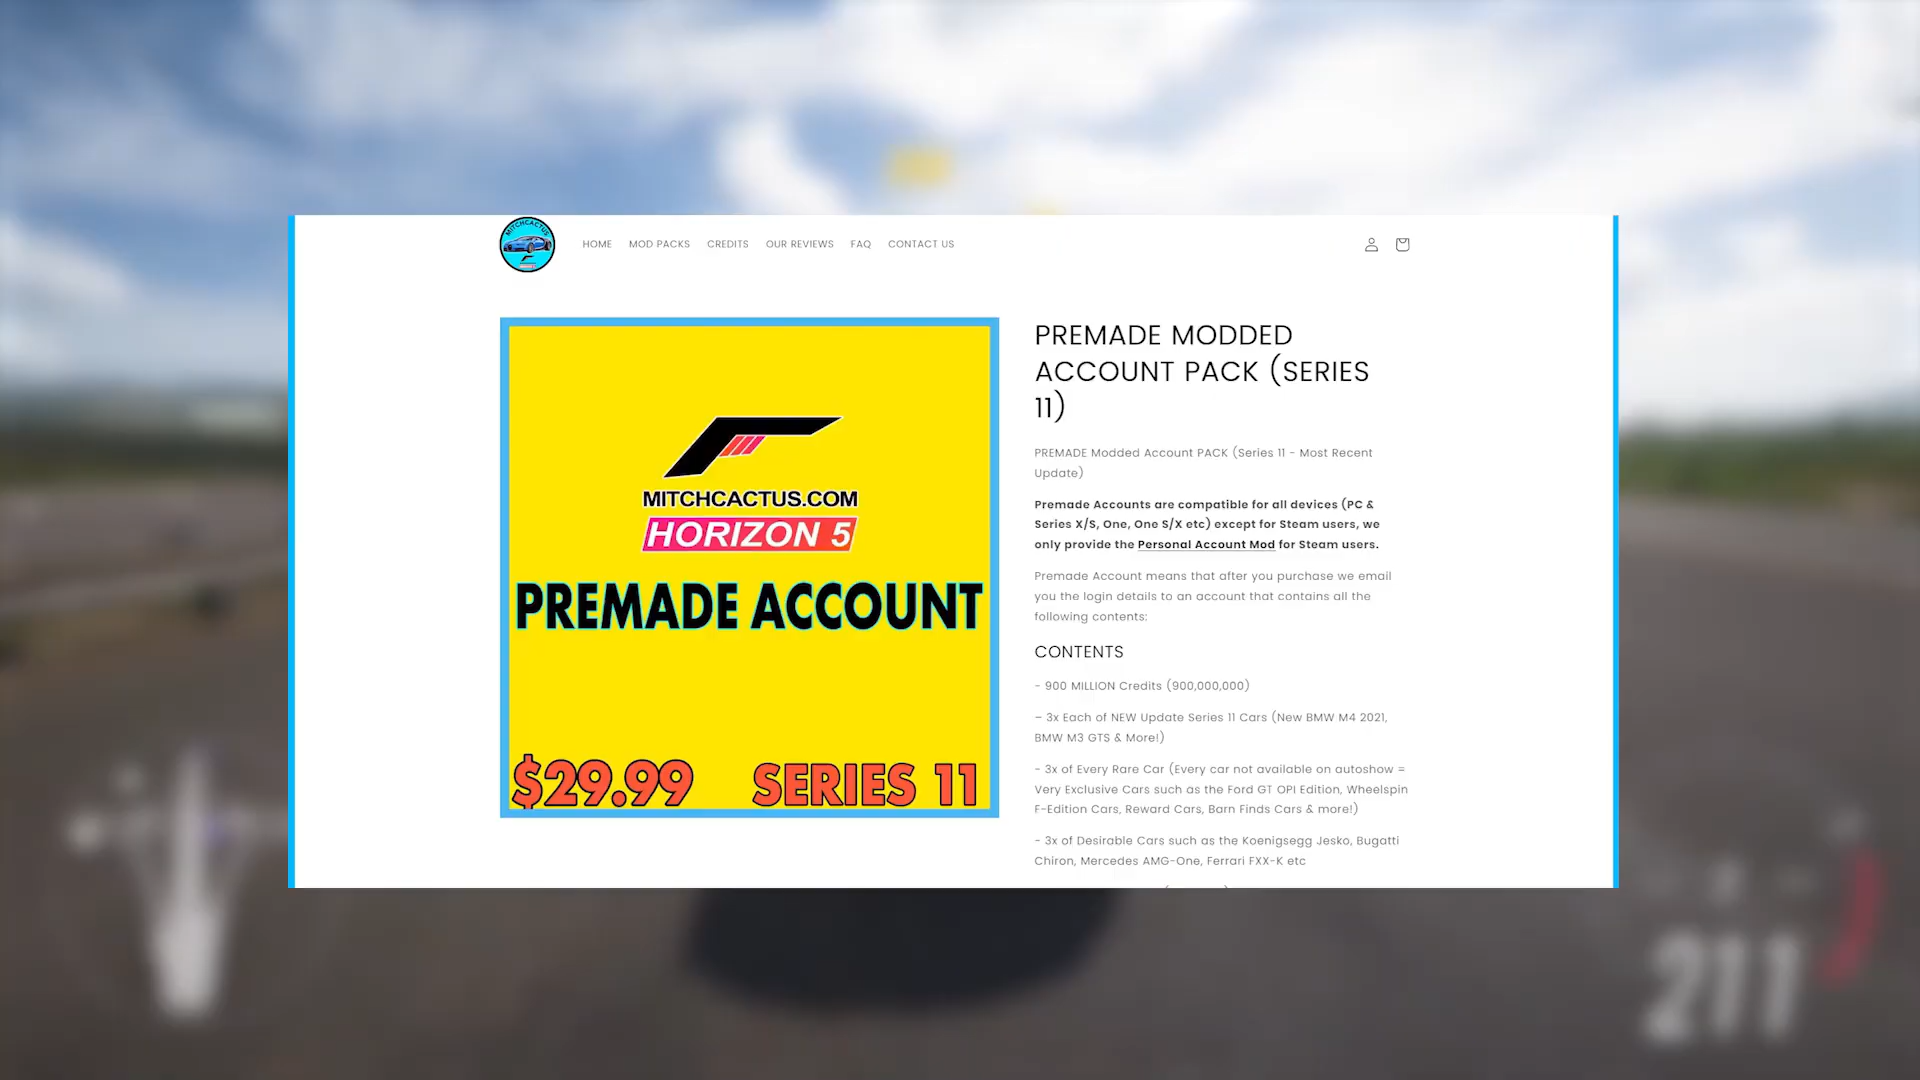 MITCHCACTUS
HOME MOD PACKS CREDITS OUR REVIEWS FAQ CONTACT US
MITCHCACTUS.COM
HORIZON 5
PREMADE ACCOUNT
$29.99 SERIES 11
PREMADE MODDED
ACCOUNT PACK (SERIES
11)
PREMADE Modded Account PACK (Series 11 - Most Recent
Update)
Premade Accounts are compatible for all devices (PC &
Series X/S, One, One S/X etc) except for Steam users, we
only provide the Personal Account Mod for Steam users.
Premade Account means that after you purchase we email
you the login details to an account that contains all the
following contents:
CONTENTS
- 900 MILLION Credits (900,000,000)
– 3x Each of NEW Update Series 11 Cars (New BMW M4 2021,
BMW M3 GTS & More!)
- 3x of Every Rare Car (Every car not available on autoshow =
Very Exclusive Cars such as the Ford GT OPI Edition, Wheelspin
F-Edition Cars, Reward Cars, Barn Finds Cars & more!)
- 3x of Desirable Cars such as the Koenigsegg Jesko, Bugatti
Chiron, Mercedes AMG-One, Ferrari FXX-K etc
211